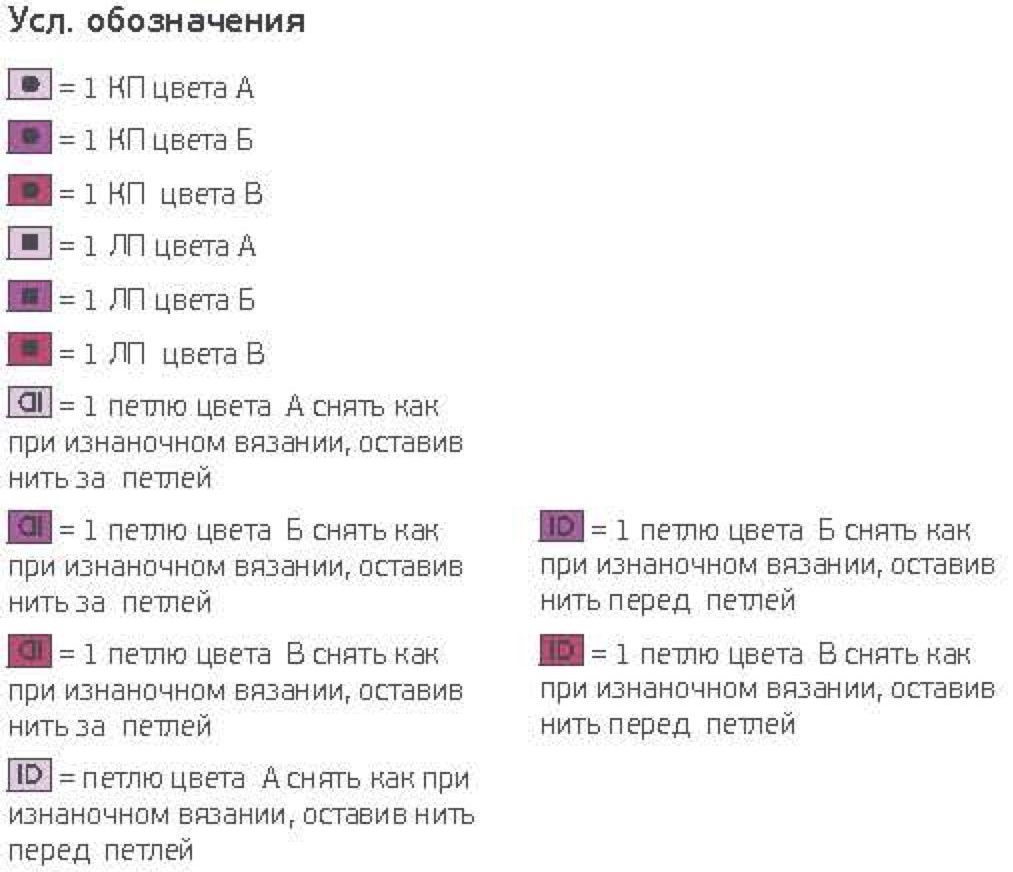 Усл. обозначения
= 1 КП цвета А
= 1 КП цвета Б
= 1 КП цвета В
= 1 ЛП цвета А
= 1 ЛП цвета Б
= 1 ЛП цвета В
= 1 петлю цвета А снять как
при изнаночном вязании, оставив
нить за петлей
= 1 петлю цвета Б снять как
при изнаночном вязании, оставив
нить за петлей
= 1 петлю цвета В снять как
при изнаночном вязании, оставив
нить за петлей
ID = петлю цвета А снять как при
изнаночном вязании, оставив нить
перед петлей
ID = 1 петлю цвета Б снять как
при изнаночном вязании, оставив
нить перед петлей
ID = 1 петлю цвета В снять как
при изнаночном вязании, оставив
нить перед петлей